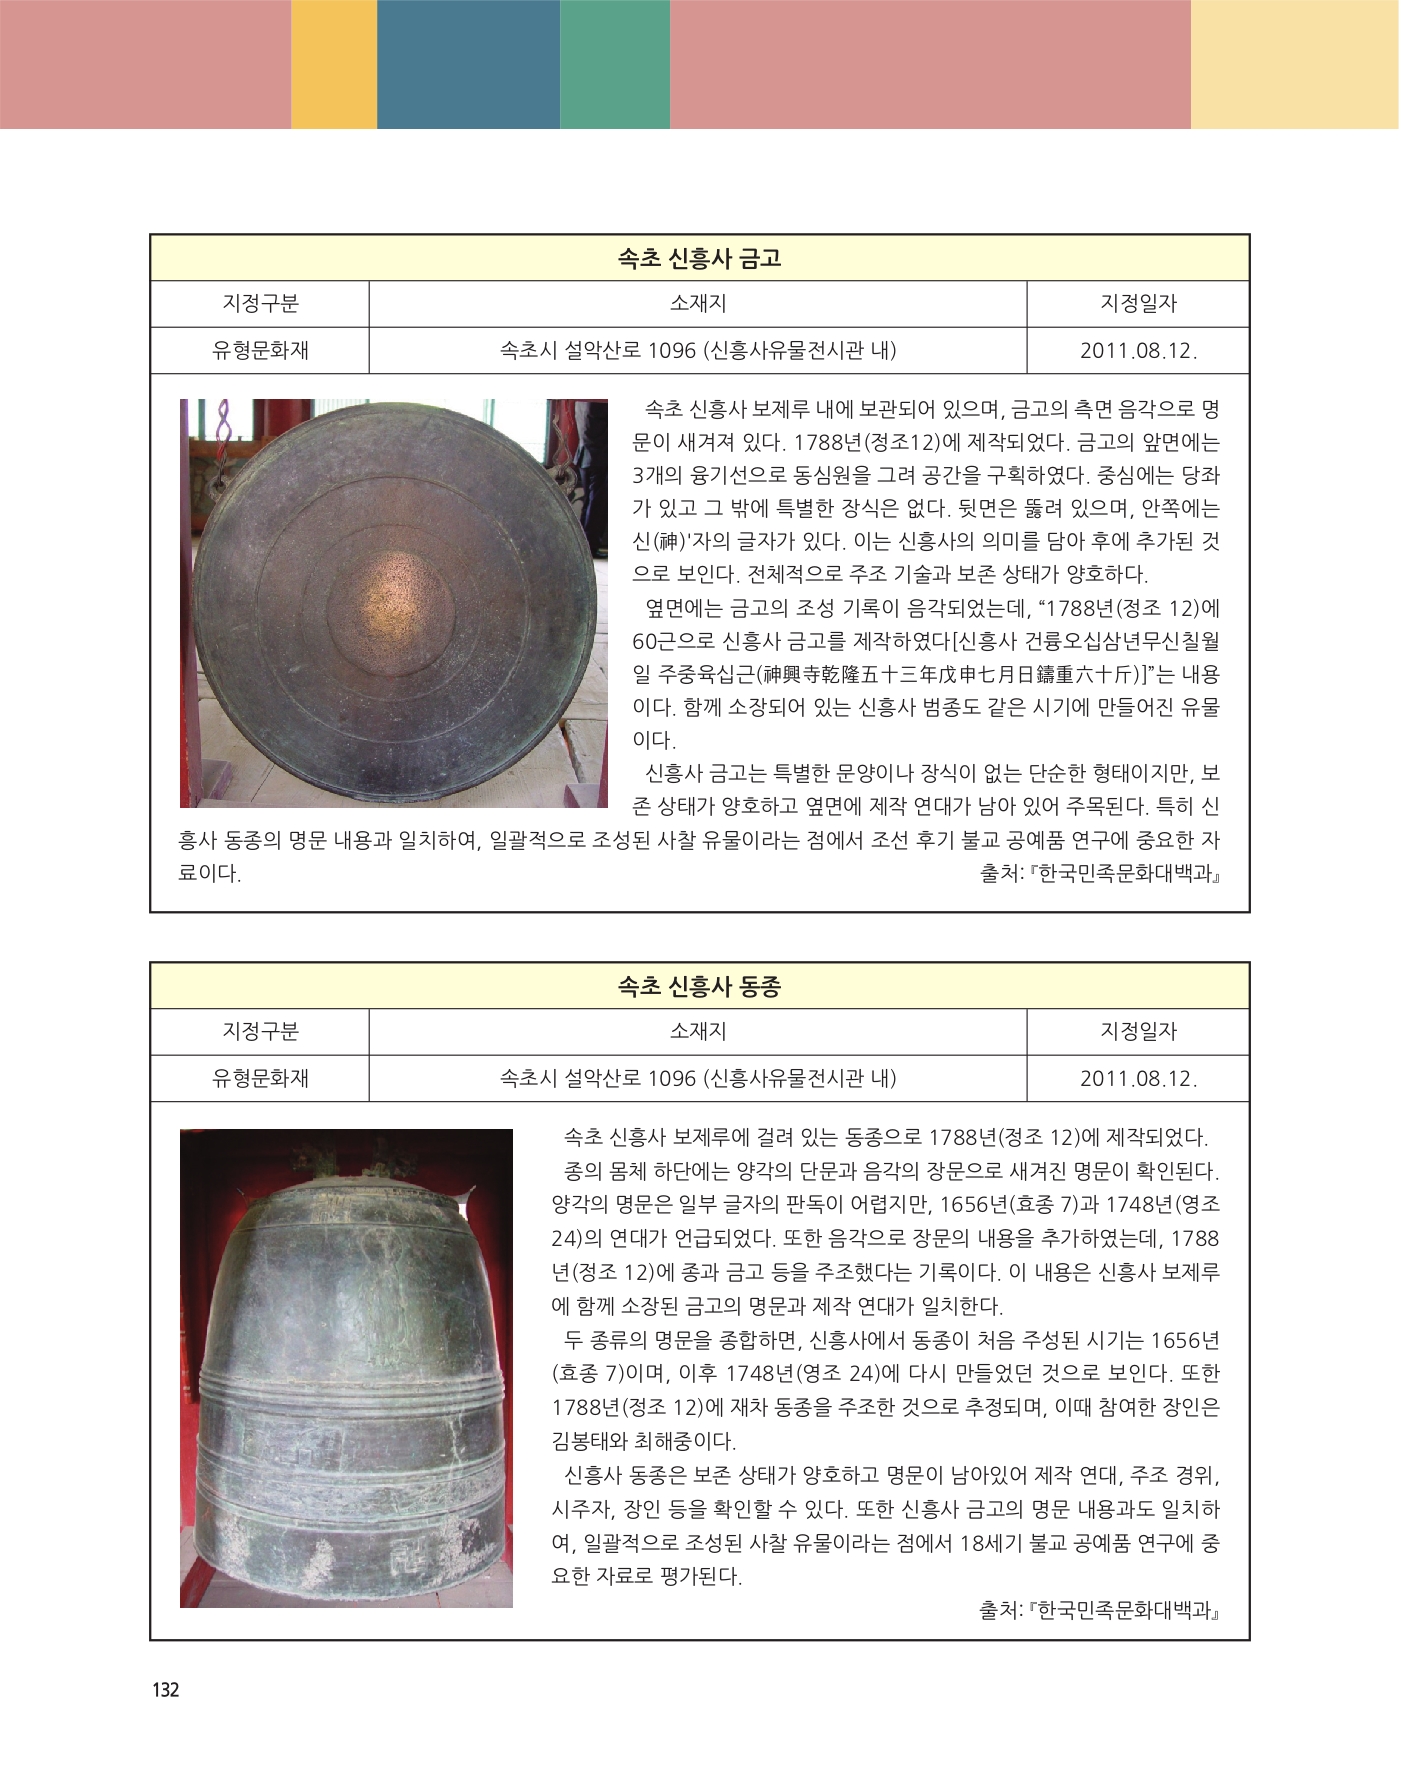 속초 신흥사 금고
지정구분 소재지 지정일자
유형문화재 속초시 설악산로 1096 (신흥사유물전시관 내) 2011.08.12.
속초 신흥사 보제루 내에 보관되어 있으며, 금고의 측면 음각으로 명
문이 새겨져 있다. 1788년(정조12)에 제작되었다. 금고의 앞면에는
3개의 융기선으로 동심원을 그려 공간을 구획하였다. 중심에는 당좌
가 있고 그 밖에 특별한 장식은 없다. 뒷면은 뚫려 있으며, 안쪽에는
신(神)'자의 글자가 있다. 이는 신흥사의 의미를 담아 후에 추가된 것
으로 보인다. 전체적으로 주조 기술과 보존 상태가 양호하다.
옆면에는 금고의 조성 기록이 음각되었는데, “1788년(정조 12)에
60근으로 신흥사 금고를 제작하였다[신흥사 건륭오십삼년무신칠월
일 주중육십근(神興寺乾隆五十三年戊申七月日鑄重六十斤)]”는 내용
이다. 함께 소장되어 있는 신흥사 범종도 같은 시기에 만들어진 유물
이다.
신흥사 금고는 특별한 문양이나 장식이 없는 단순한 형태이지만, 보
존 상태가 양호하고 옆면에 제작 연대가 남아 있어 주목된다. 특히 신
흥사 동종의 명문 내용과 일치하여, 일괄적으로 조성된 사찰 유물이라는 점에서 조선 후기 불교 공예품 연구에 중요한 자
료이다. 출처:『한국민족문화대백과』
속초 신흥사 동종
지정구분 소재지 지정일자
유형문화재 속초시 설악산로 1096 (신흥사유물전시관 내) 2011.08.12.
속초 신흥사 보제루에 걸려 있는 동종으로 1788년(정조 12)에 제작되었다.
종의 몸체 하단에는 양각의 단문과 음각의 장문으로 새겨진 명문이 확인된다.
양각의 명문은 일부 글자의 판독이 어렵지만, 1656년(효종 7)과 1748년(영조
24)의 연대가 언급되었다. 또한 음각으로 장문의 내용을 추가하였는데, 1788
년(정조 12)에 종과 금고 등을 주조했다는 기록이다. 이 내용은 신흥사 보제루
에 함께 소장된 금고의 명문과 제작 연대가 일치한다.
두 종류의 명문을 종합하면, 신흥사에서 동종이 처음 주성된 시기는 1656년
(효종 7)이며, 이후 1748년(영조 24)에 다시 만들었던 것으로 보인다. 또한
1788년(정조 12)에 재차 동종을 주조한 것으로 추정되며, 이때 참여한 장인은
김봉태와 최해중이다.
신흥사 동종은 보존 상태가 양호하고 명문이 남아있어 제작 연대, 주조 경위,
시주자, 장인 등을 확인할 수 있다. 또한 신흥사 금고의 명문 내용과도 일치하
여, 일괄적으로 조성된 사찰 유물이라는 점에서 18세기 불교 공예품 연구에 중
요한 자료로 평가된다.
출처:『한국민족문화대백과』
132